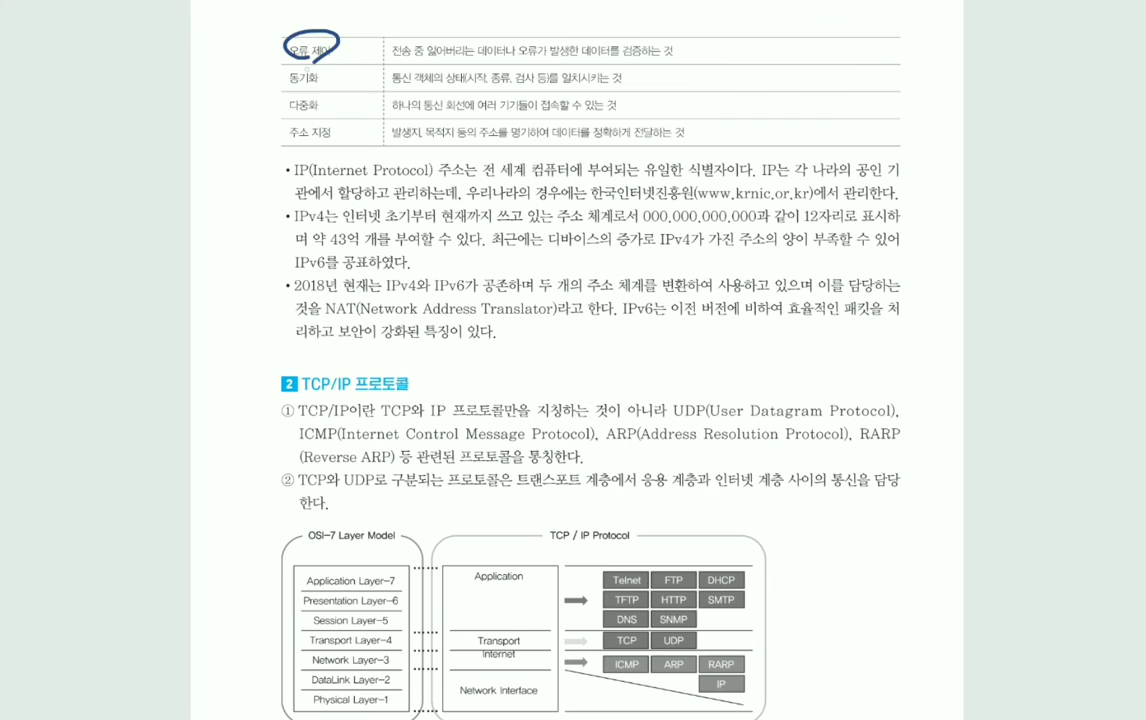 오류 제어 전송 중 잃어버리는 데이터나 오류가 발생한 데이터를 검증하는 것
동기화 통신 객체의 상태(시작, 종류, 검사 등)를 일치시키는 것
다중화 하나의 통신 회선에 여러 기기들이 접속할 수 있는 것
주소 지정 발생지, 목적지 등의 주소를 명기하여 데이터를 정확하게 전달하는 것
• IP(Internet Protocol) 주소는 전 세계 컴퓨터에 부여되는 유일한 식별자이다. IP는 각 나라의 공인 기
관에서 할당하고 관리하는데, 우리나라의 경우에는 한국인터넷진흥원(www.krnic.or.kr)에서 관리한다.
• IPv4는 인터넷 초기부터 현재까지 쓰고 있는 주소 체계로서 000.000.000.000과 같이 12자리로 표시하
며 약 43억 개를 부여할 수 있다. 최근에는 디바이스의 증가로 IPv4가 가진 주소의 양이 부족할 수 있어
IPv6를 공표하였다.
• 2018년 현재는 IPv4와 IPv6가 공존하며 두 개의 주소 체계를 변환하여 사용하고 있으며 이를 담당하는
것을 NAT(Network Address Translator)라고 한다. IPv6는 이전 버전에 비하여 효율적인 패킷을 처
리하고 보안이 강화된 특징이 있다.
2 TCP/IP 프로토콜
① TCP/IP이란 TCP와 IP 프로토콜만을 지칭하는 것이 아니라 UDP(User Datagram Protocol),
ICMP(Internet Control Message Protocol), ARP(Address Resolution Protocol), RARP
(Reverse ARP) 등 관련된 프로토콜을 통칭한다.
② TCP와 UDP로 구분되는 프로토콜은 트랜스포트 계층에서 응용 계층과 인터넷 계층 사이의 통신을 담당
한다.
OSI-7 Layer Model
Application Layer-7
Presentation Layer-6
Session Layer-5
Transport Layer-4
Network Layer-3
DataLink Layer-2
Physical Layer-1
TCP / IP Protocol
Application
Transport
Internet
Network Interface
Telnet FTP DHCP
TFTP HTTP SMTP
DNS SNMP
TCP UDP
ICMP ARP RARP
IP